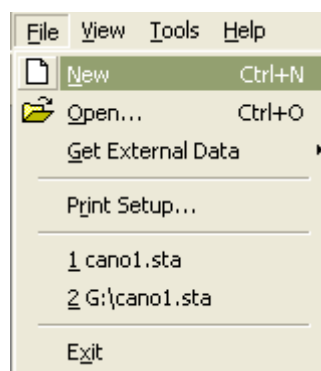 File View Tools Help
New Ctrl+N
Open... Ctrl+O
Get External Data
Print Setup...
1 cano1.sta
2 G:\cano1.sta
Exit